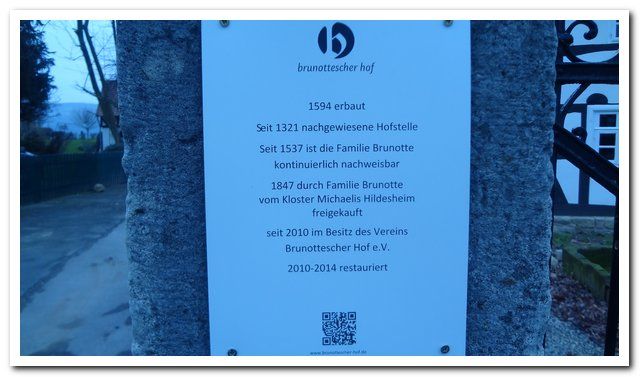 brunottescher hof
1594 erbaut
Seit 1321 nachgewiesene Hofstelle
Seit 1537 ist die Familie Brunotte
kontinuierlich nachweisbar
1847 durch Familie Brunotte
vom Kloster Michaelis Hildesheim
freigekauft
seit 2010 im Besitz des Vereins
Brunottescher Hof e.V.
2010-2014 restauriert
www.brunottescher-hof.de